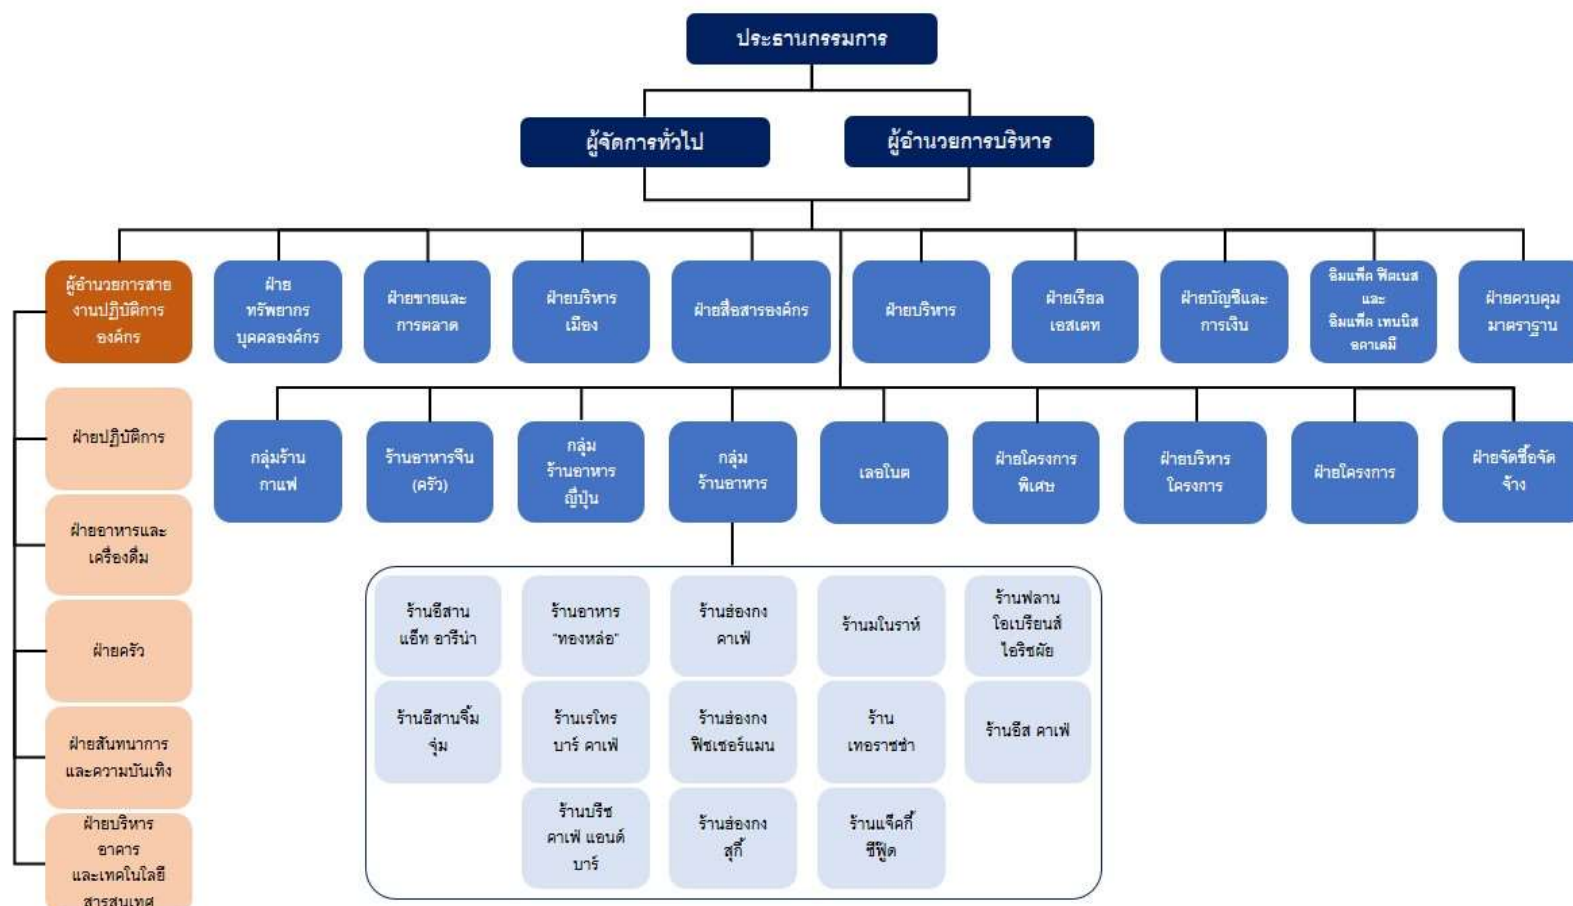 ประธานกรรมการ
ผู้จัดการทั่วไป
ผู้อำนวยการบริหาร
ผู้อำนวยการสาย
งานปฏิบัติการ
องค์กร
ฝ่าย
ทรัพยากร
บุคคลองค์กร
ฝ่ายขายและ
การตลาด
ฝ่ายบริหาร
เมือง
ฝ่ายสื่อสารองค์กร
ฝ่ายบริหาร
ฝ่ายเรียล
เอสเตท
ฝ่ายบัญชีและ
การเงิน
อิมแพ็ค ฟิตเนส
และ
อิมแพ็ค เทนนิส
อคาเดมี
ฝ่ายควบคุม
มาตราฐาน
ฝ่ายปฏิบัติการ
ฝ่ายอาหารและ
เครื่องดื่ม
ฝ่ายครัว
ฝ่ายสันทนาการ
และความบันเทิง
ฝ่ายบริหาร
อาคาร
และเทคโนโลยี
สารสนเทศ
กลุ่มร้าน
กาแฟ
ร้านอาหารจีน
(ครัว)
กลุ่ม
ร้านอาหาร
ญี่ปุ่น
กลุ่ม
ร้านอาหาร
เลอโนต
ฝ่ายโครงการ
พิเศษ
ฝ่ายบริหาร
โครงการ
ฝ่ายโครงการ
ฝ่ายจัดซื้อจัด
จ้าง
ร้านอีสาน
แอ็ท อารีน่า
ร้านอาหาร
"ทองหล่อ"
ร้านฮ่องกง
คาเฟ่
ร้านมโนราห์
ร้านฟลาน
โอเบรียนส์
ไอริชผับ
ร้านอีสานจิ้ม
จุ่ม
ร้านเรโทร
บาร์ คาเฟ่
ร้านฮ่องกง
ฟิชเชอร์แมน
ร้าน
เทอราซซ่า
ร้านอีส คาเฟ่
ร้านบรีซ
คาเฟ่ แอนด์
บาร์
ร้านฮ่องกง
สุกี้
ร้านแจ็คกี้
ซีฟู๊ด